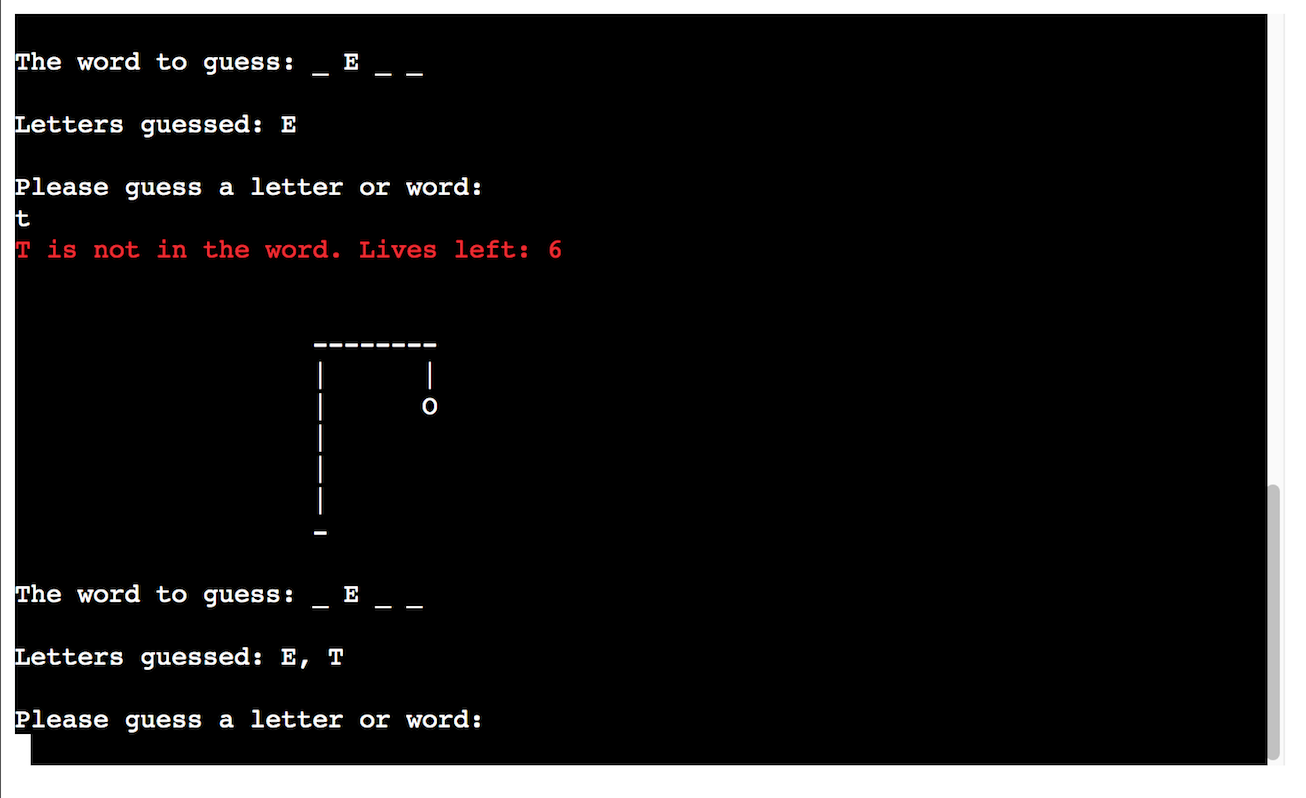 The word to guess: _ E _ _
Letters guessed: E
Please guess a letter or word:
t
T is not in the word. Lives left: 6
--------
|      |
|      O
|
|
|
-
The word to guess: _ E _ _
Letters guessed: E, T
Please guess a letter or word: